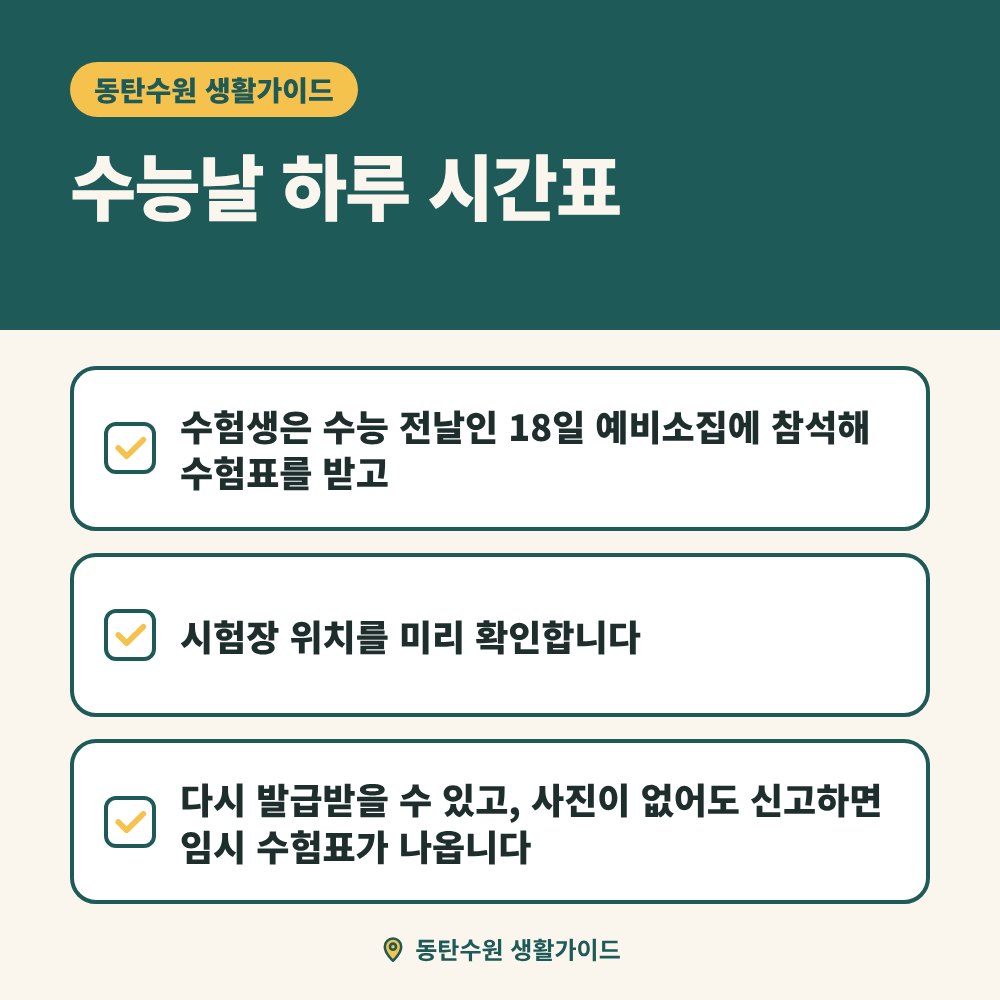 동탄수원 생활가이드
수능날 하루 시간표
수험생은 수능 전날인 18일 예비소집에 참석해
수험표를 받고
시험장 위치를 미리 확인합니다
다시 발급받을 수 있고, 사진이 없어도 신고하면
임시 수험표가 나옵니다
동탄수원 생활가이드